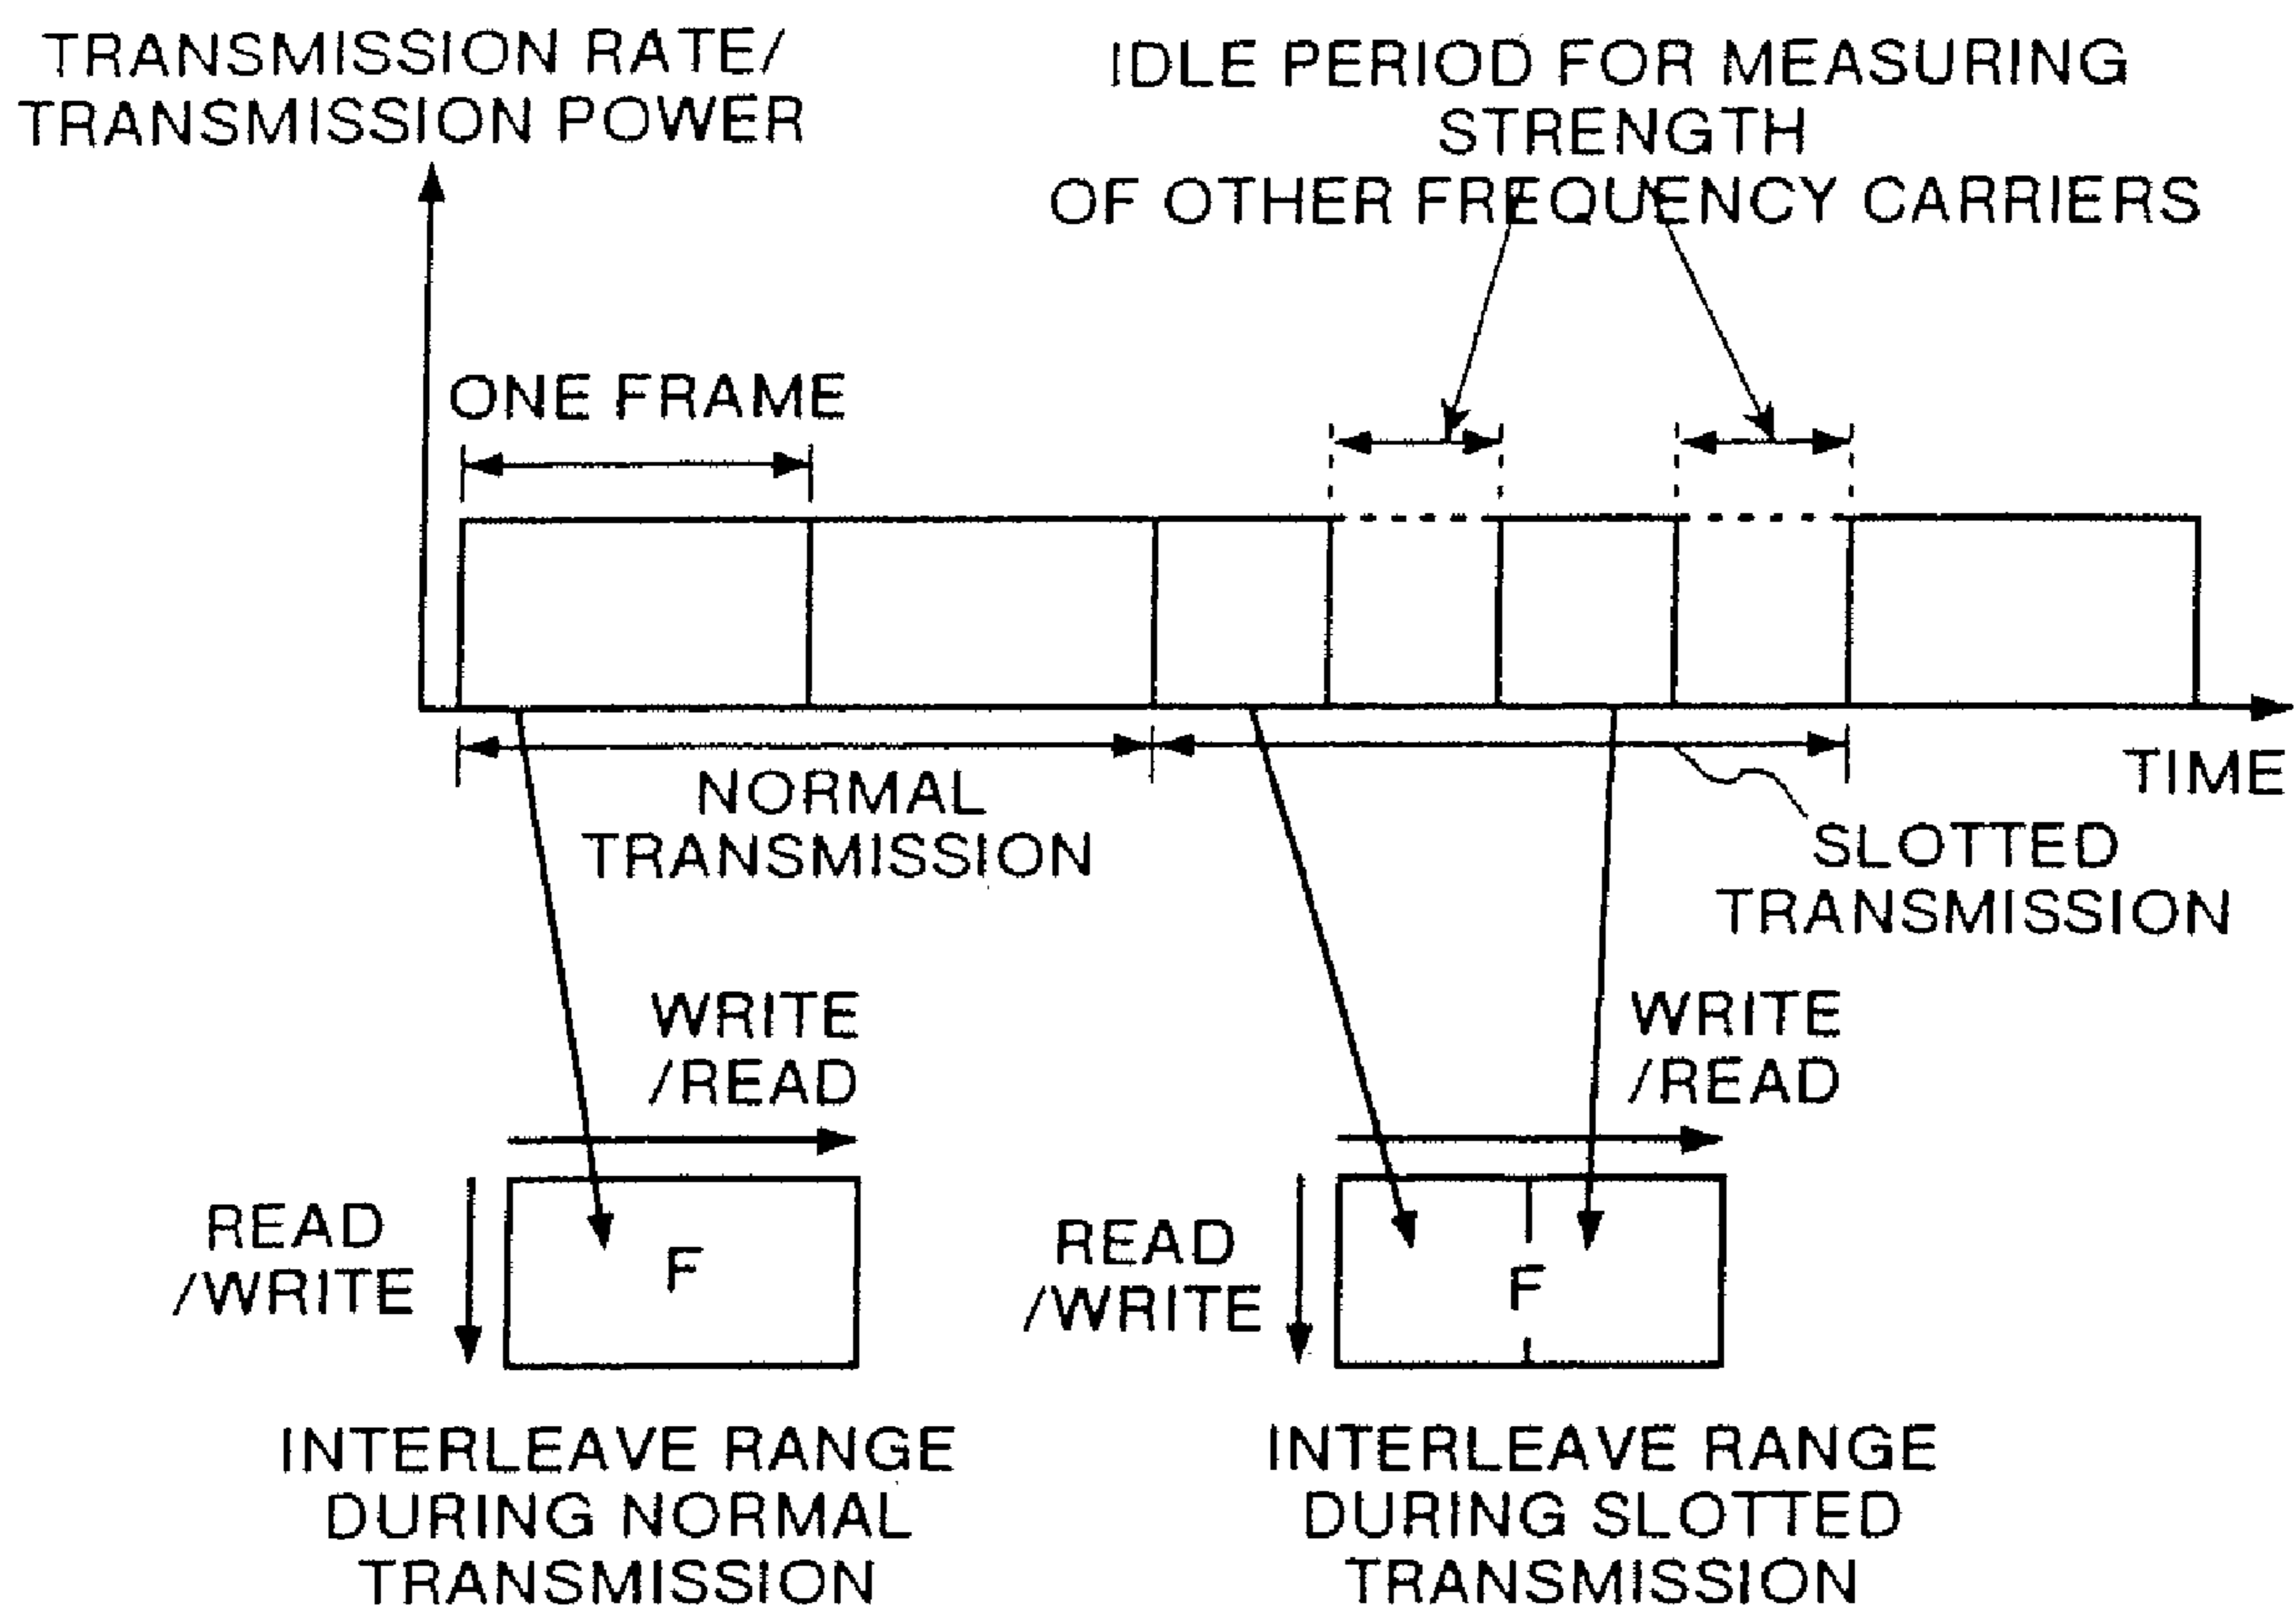 TRANSMISSION RATE/
TRANSMISSION POWER
IDLE PERIOD FOR MEASURING
STRENGTH
OF OTHER FREQUENCY CARRIERS
ONE FRAME
TIME
NORMAL
TRANSMISSION
SLOTTED
TRANSMISSION
WRITE
/READ
READ
/WRITE
F
INTERLEAVE RANGE
DURING NORMAL
TRANSMISSION
WRITE
/READ
READ
/WRITE
F
INTERLEAVE RANGE
DURING SLOTTED
TRANSMISSION